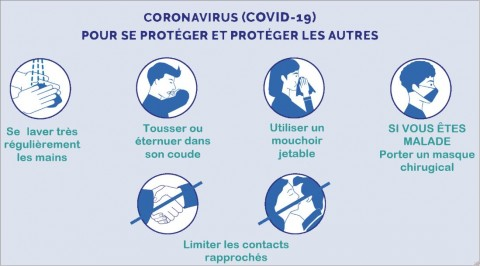 CORONAVIRUS (COVID-19)
POUR SE PROTÉGER ET PROTÉGER LES AUTRES
Se laver très
régulièrement
les mains
Tousser ou
éternuer dans
son coude
Utiliser un
mouchoir
jetable
SI VOUS ÊTES
MALADE
Porter un masque
chirugical
Limiter les contacts
rapprochés